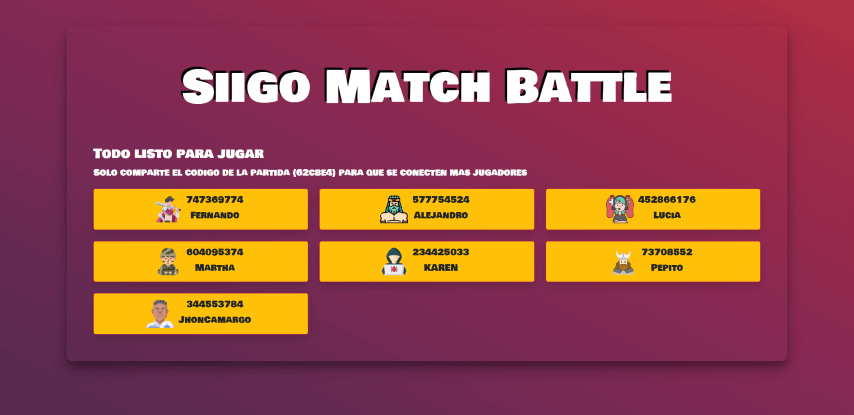 Siigo Match Battle
Todo listo para jugar
Solo comparte el codigo de la partida (62cbe4) para que se conecten mas jugadores
747369774
Fernando
577754524
Alejandro
452866176
Lucia
604095374
Martha
234425033
KAREN
73708552
Pepito
344553784
JhonCamargo